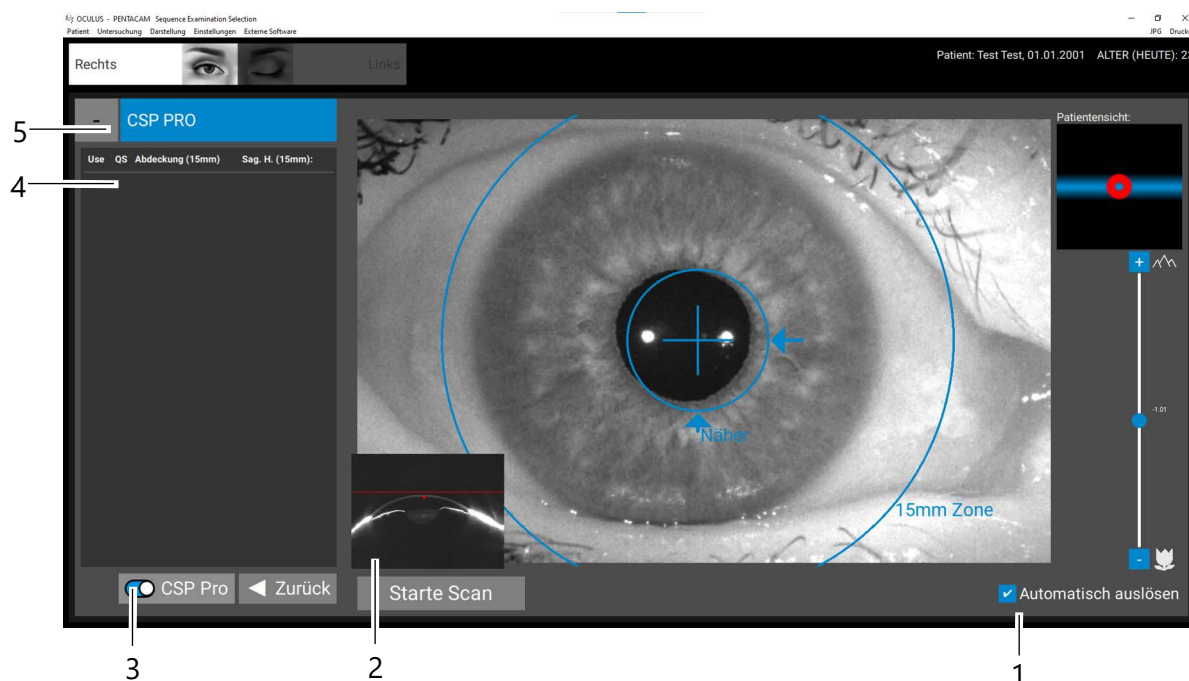 OCULUS - PENTACAM Sequence Examination Selection
Patient Untersuchung Darstellung Einstellungen Externe Software
JPG Drucke
Rechts
Links
Patient: Test Test, 01.01.2001 ALTER (HEUTE): 23
- CSP PRO
Use QS Abdeckung (15mm) Sag. H. (15mm):
Patientensicht:
+
-1.01
Näher
15mm Zone
-
CSP Pro
Zurück
Starte Scan
Automatisch auslösen
5
4
3
2
1